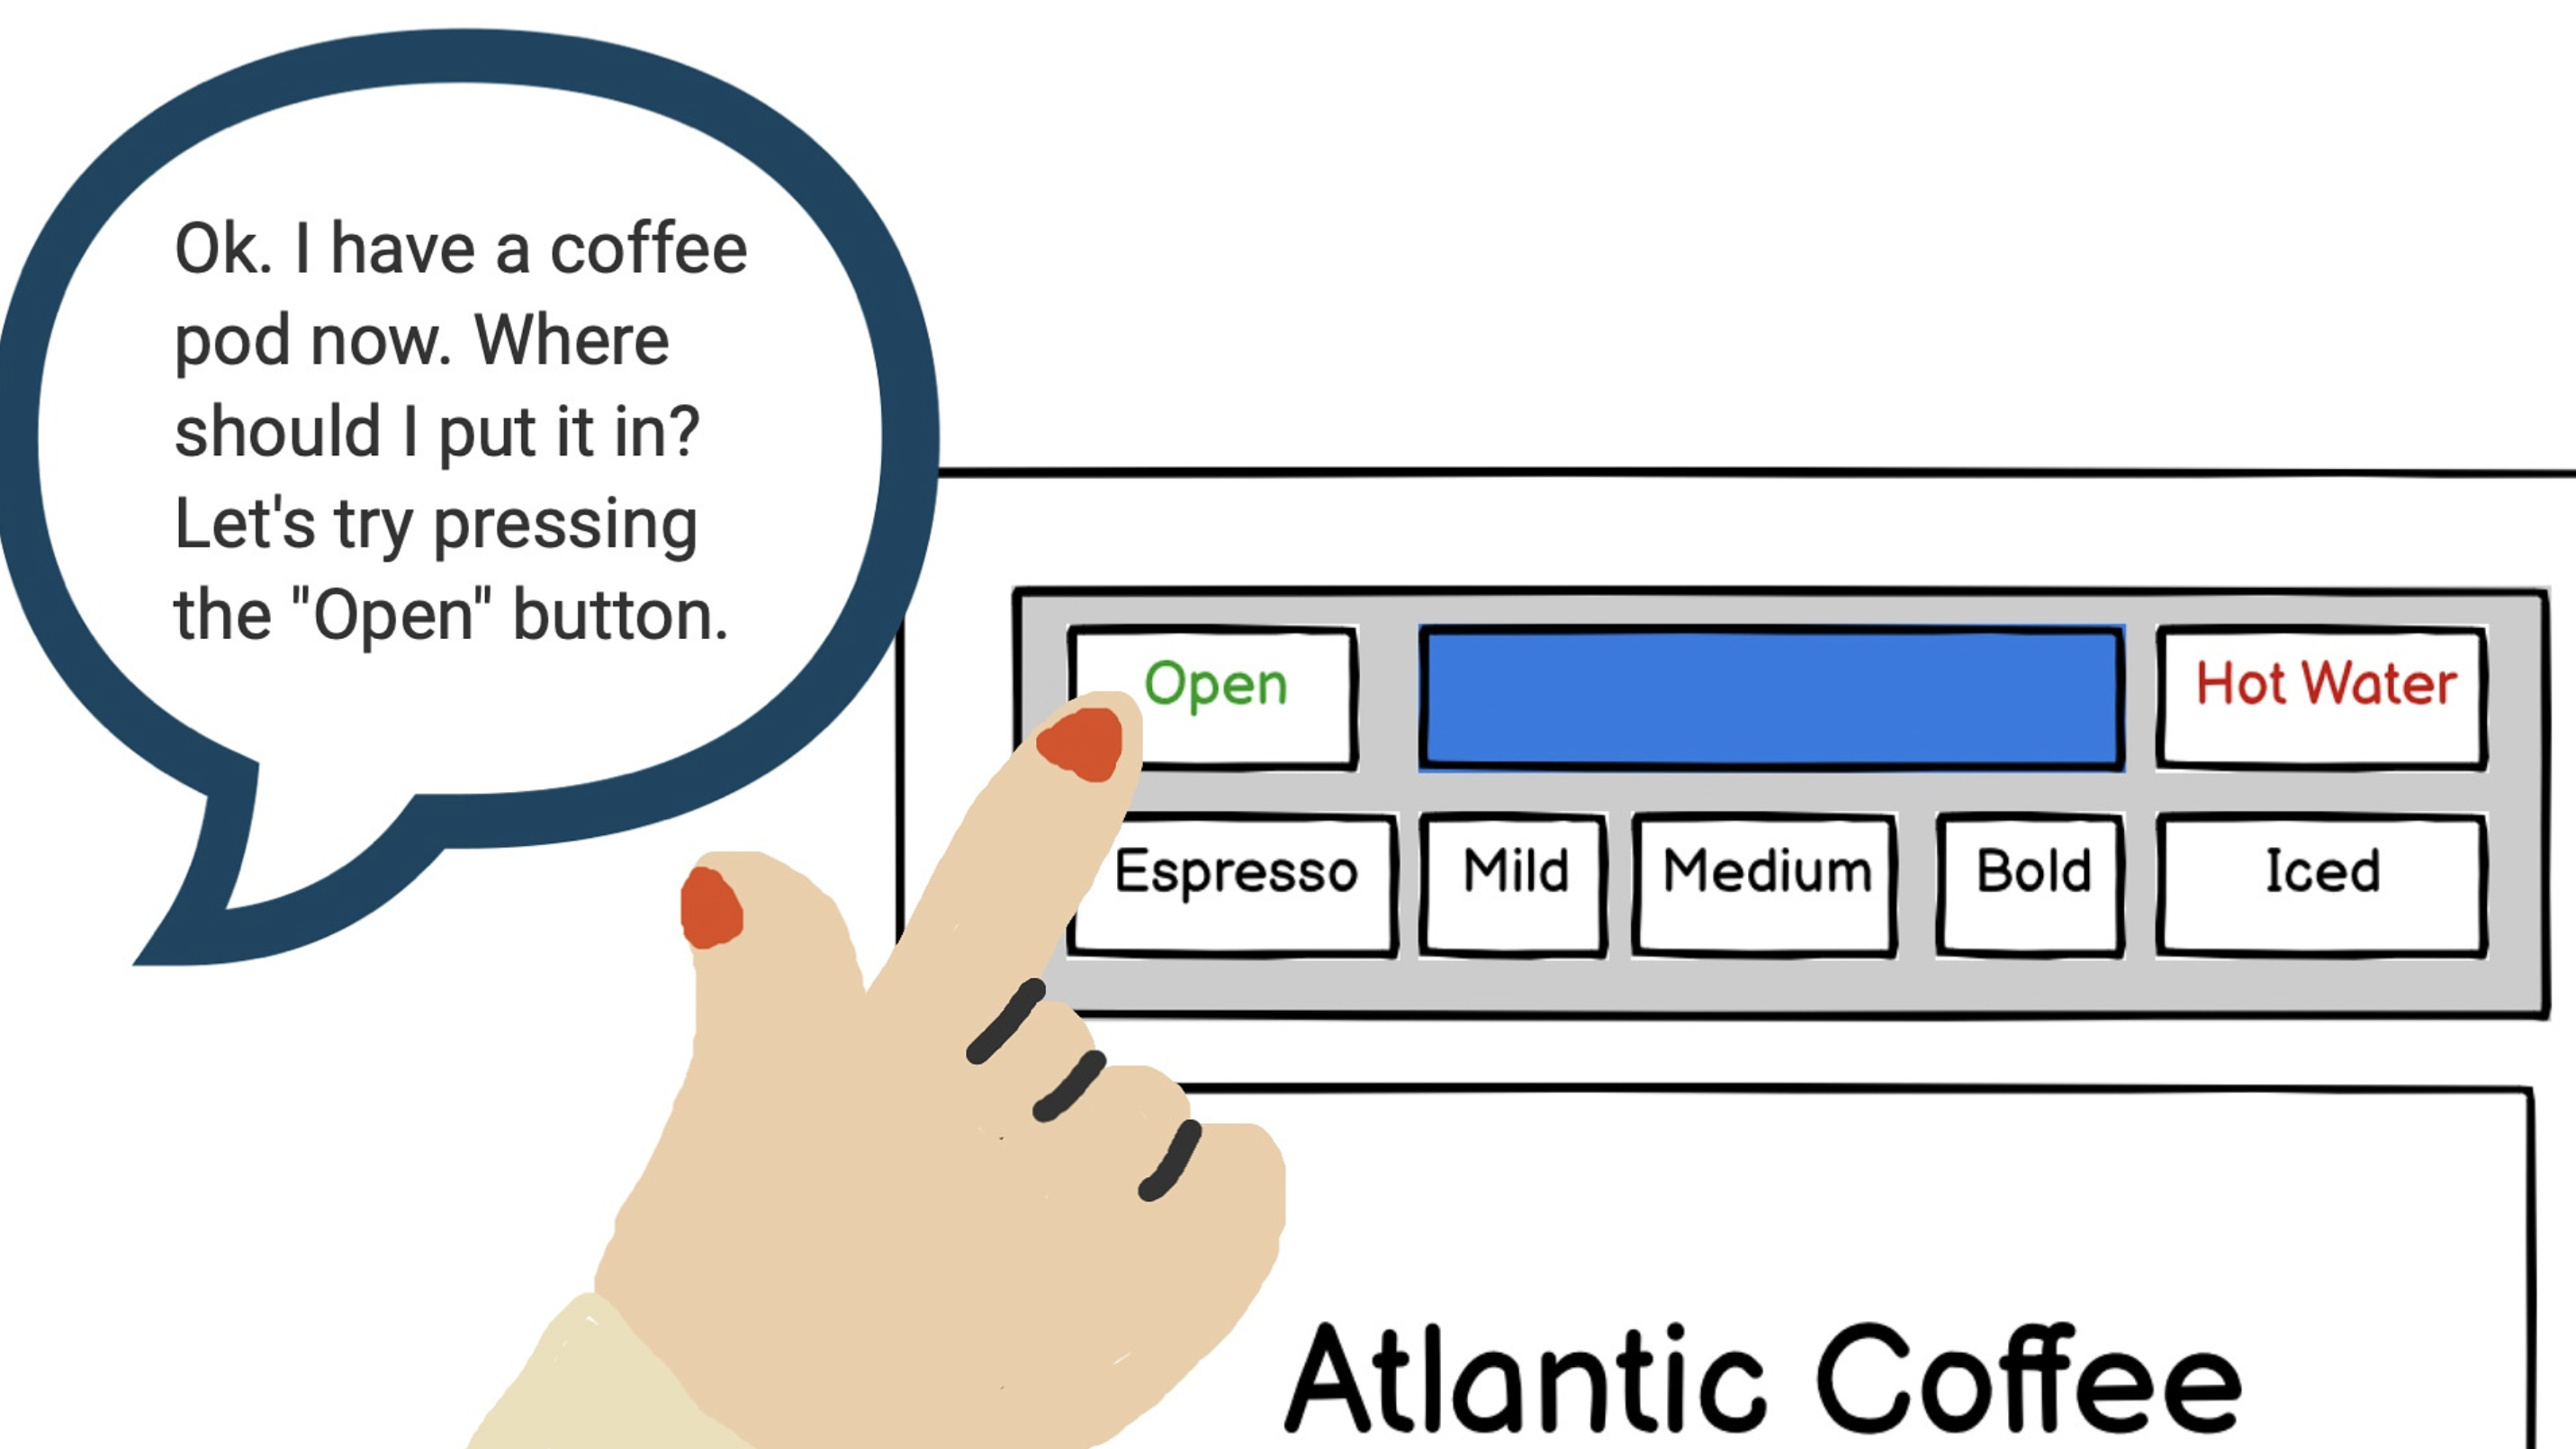 Ok. I have a coffee
pod now. Where
should I put it in?
Let's try pressing
the "Open" button.
Open
Hot Water
Espresso
Mild
Medium
Bold
Iced
Atlantic Coffee